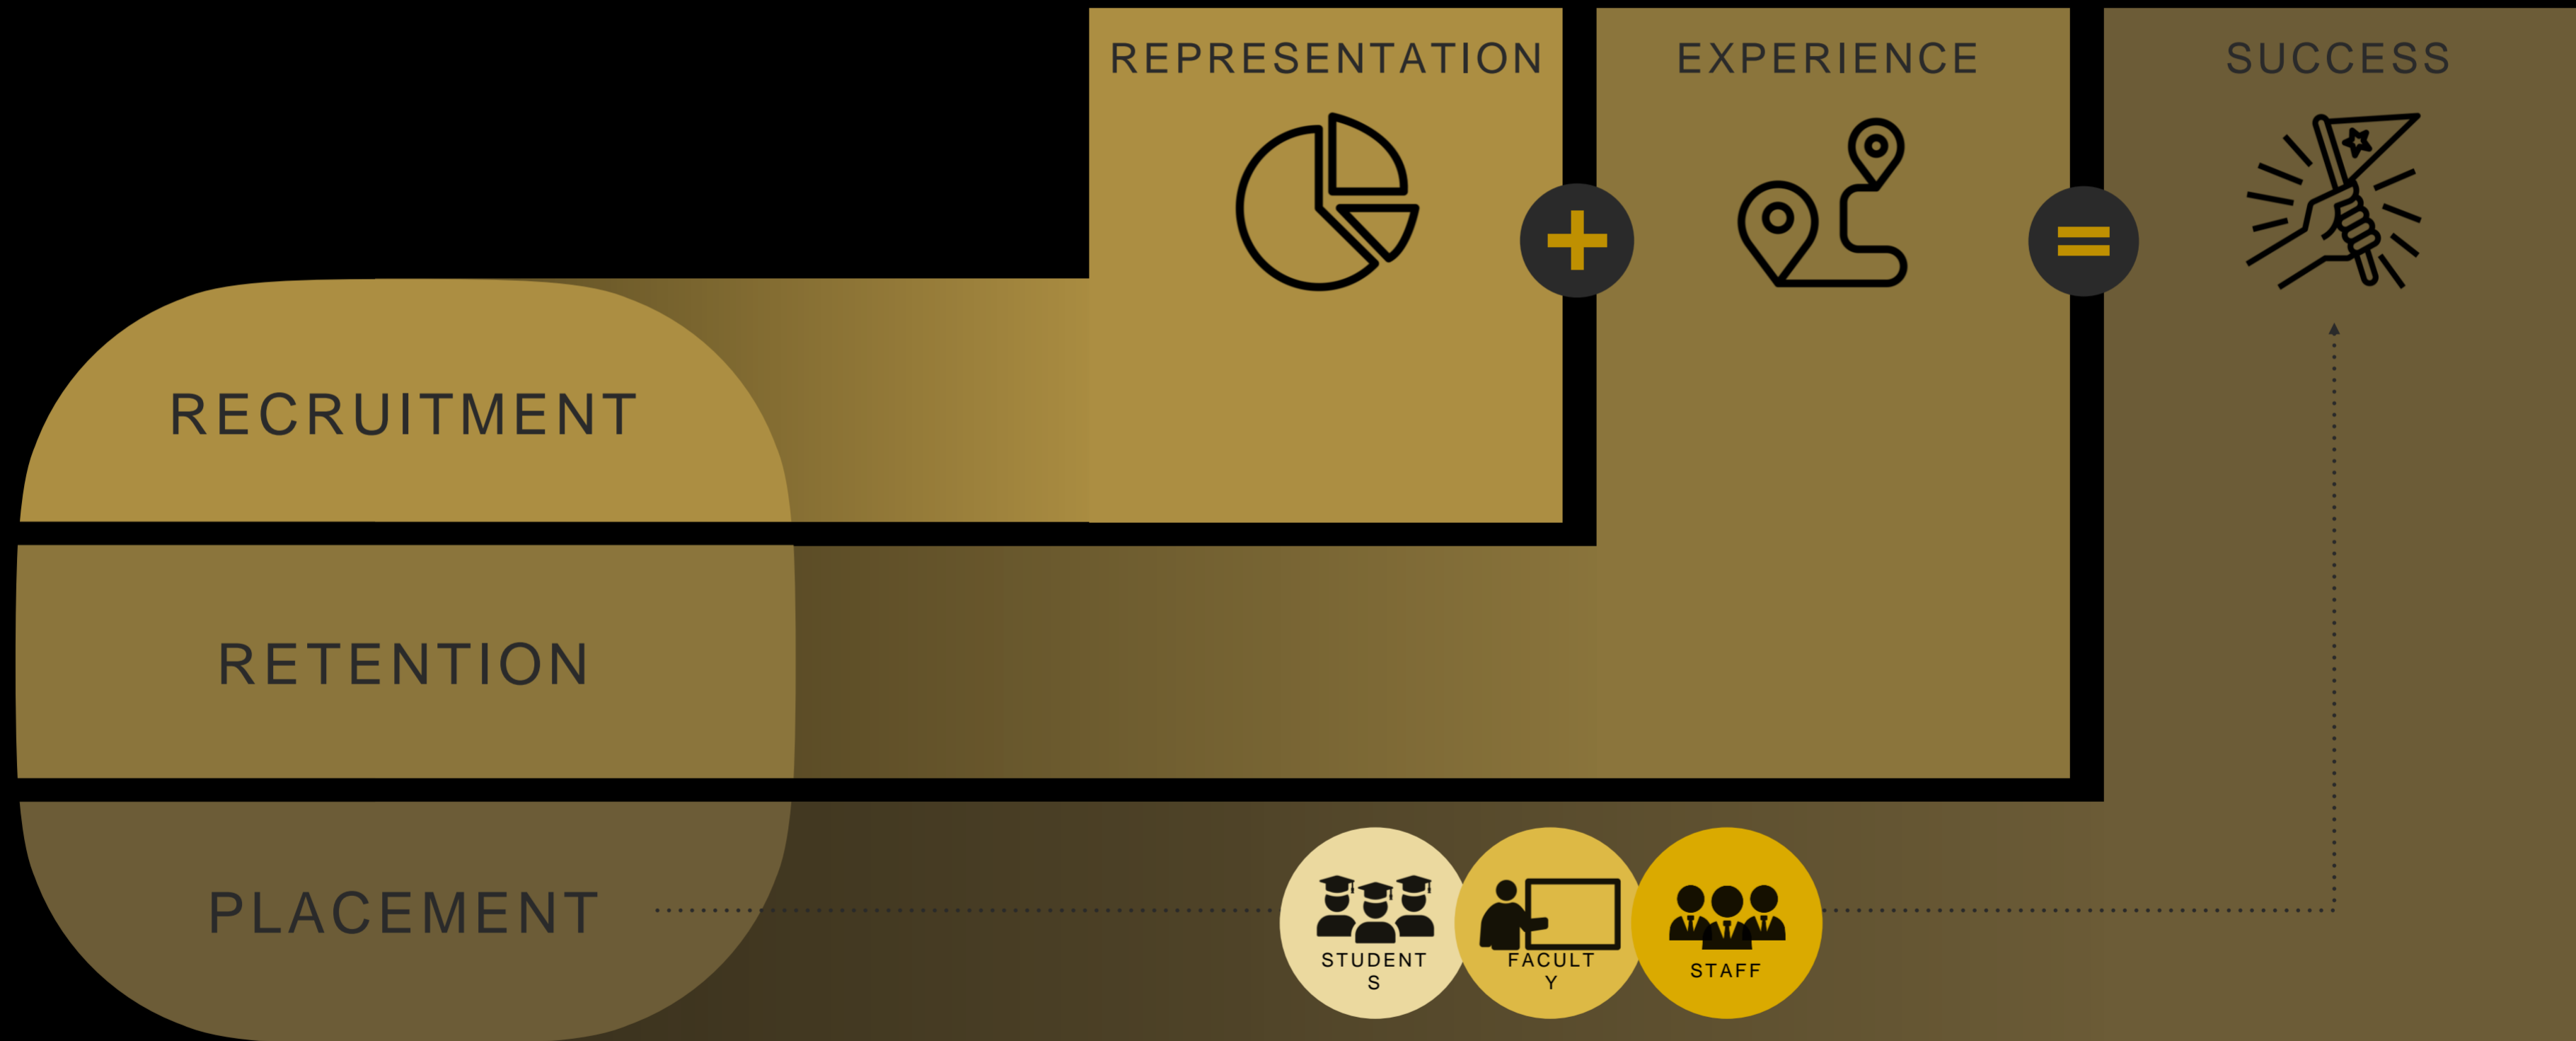 REPRESENTATION
EXPERIENCE
SUCCESS
+
=
RECRUITMENT
RETENTION
PLACEMENT
STUDENT
S
FACULT
Y
STAFF